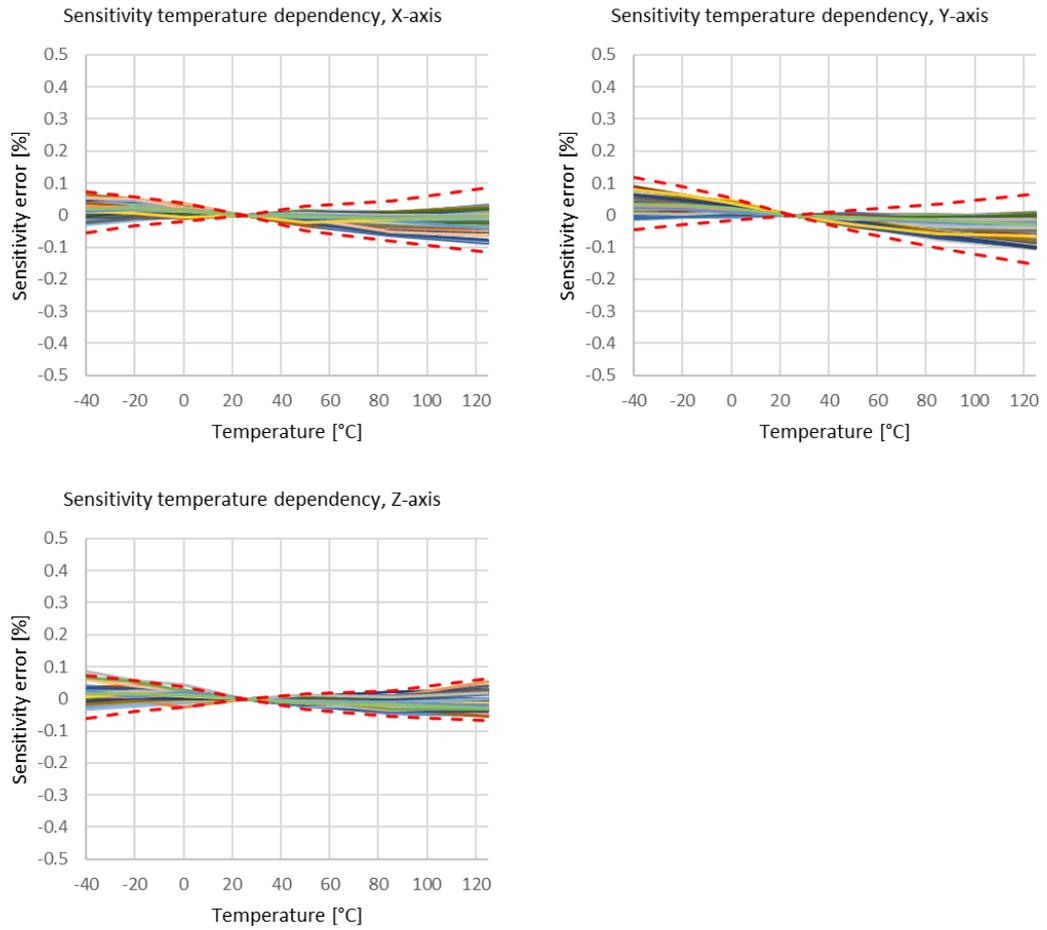 Sensitivity temperature dependency, X-axis
Sensitivity error [%]
0.5
0.4
0.3
0.2
0.1
0
-0.1
-0.2
-0.3
-0.4
-0.5
-40 -20 0 20 40 60 80 100 120
Temperature [°C]
Sensitivity temperature dependency, Y-axis
Sensitivity error [%]
0.5
0.4
0.3
0.2
0.1
0
-0.1
-0.2
-0.3
-0.4
-0.5
-40 -20 0 20 40 60 80 100 120
Temperature [°C]
Sensitivity temperature dependency, Z-axis
Sensitivity error [%]
0.5
0.4
0.3
0.2
0.1
0
-0.1
-0.2
-0.3
-0.4
-0.5
-40 -20 0 20 40 60 80 100 120
Temperature [°C]